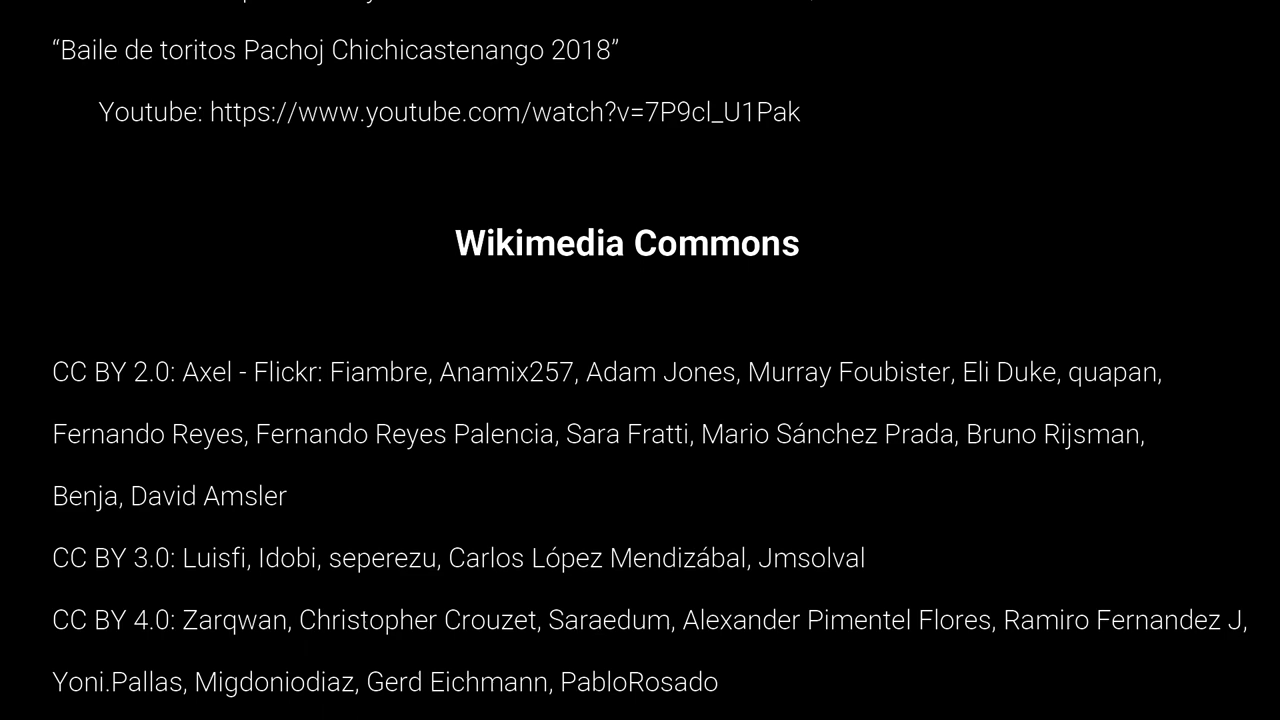 “Baile de toritos Pachoj Chichicastenango 2018”
Youtube: https://www.youtube.com/watch?v=7P9cl_U1Pak
Wikimedia Commons
CC BY 2.0: Axel - Flickr: Fiambre, Anamix257, Adam Jones, Murray Foubister, Eli Duke, quapan,
Fernando Reyes, Fernando Reyes Palencia, Sara Fratti, Mario Sánchez Prada, Bruno Rijsman,
Benja, David Amsler
CC BY 3.0: Luisfi, Idobi, seperezu, Carlos López Mendizábal, Jmsolval
CC BY 4.0: Zarqwan, Christopher Crouzet, Saraedum, Alexander Pimentel Flores, Ramiro Fernandez J,
Yoni.Pallas, Migdoniodiaz, Gerd Eichmann, PabloRosado